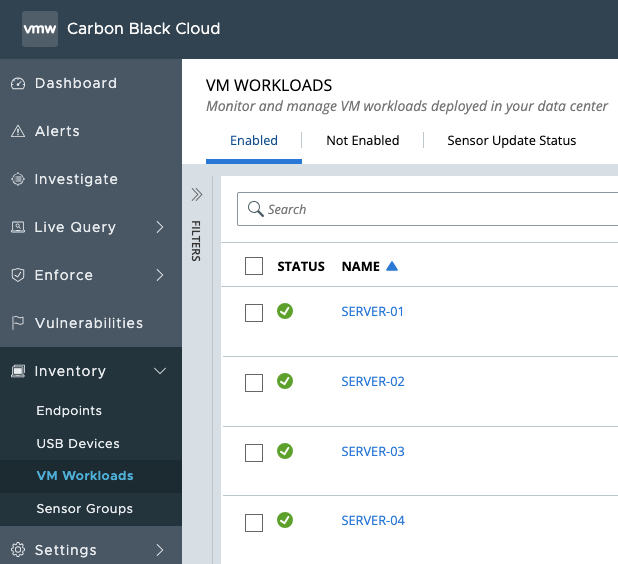 vmw Carbon Black Cloud
Dashboard
Alerts
Investigate
Live Query
Enforce
Vulnerabilities
Inventory
Endpoints
USB Devices
VM Workloads
Sensor Groups
Settings
VM WORKLOADS
Monitor and manage VM workloads deployed in your data center
Enabled Not Enabled Sensor Update Status
FILTERS
Search
STATUS NAME
SERVER-01
SERVER-02
SERVER-03
SERVER-04